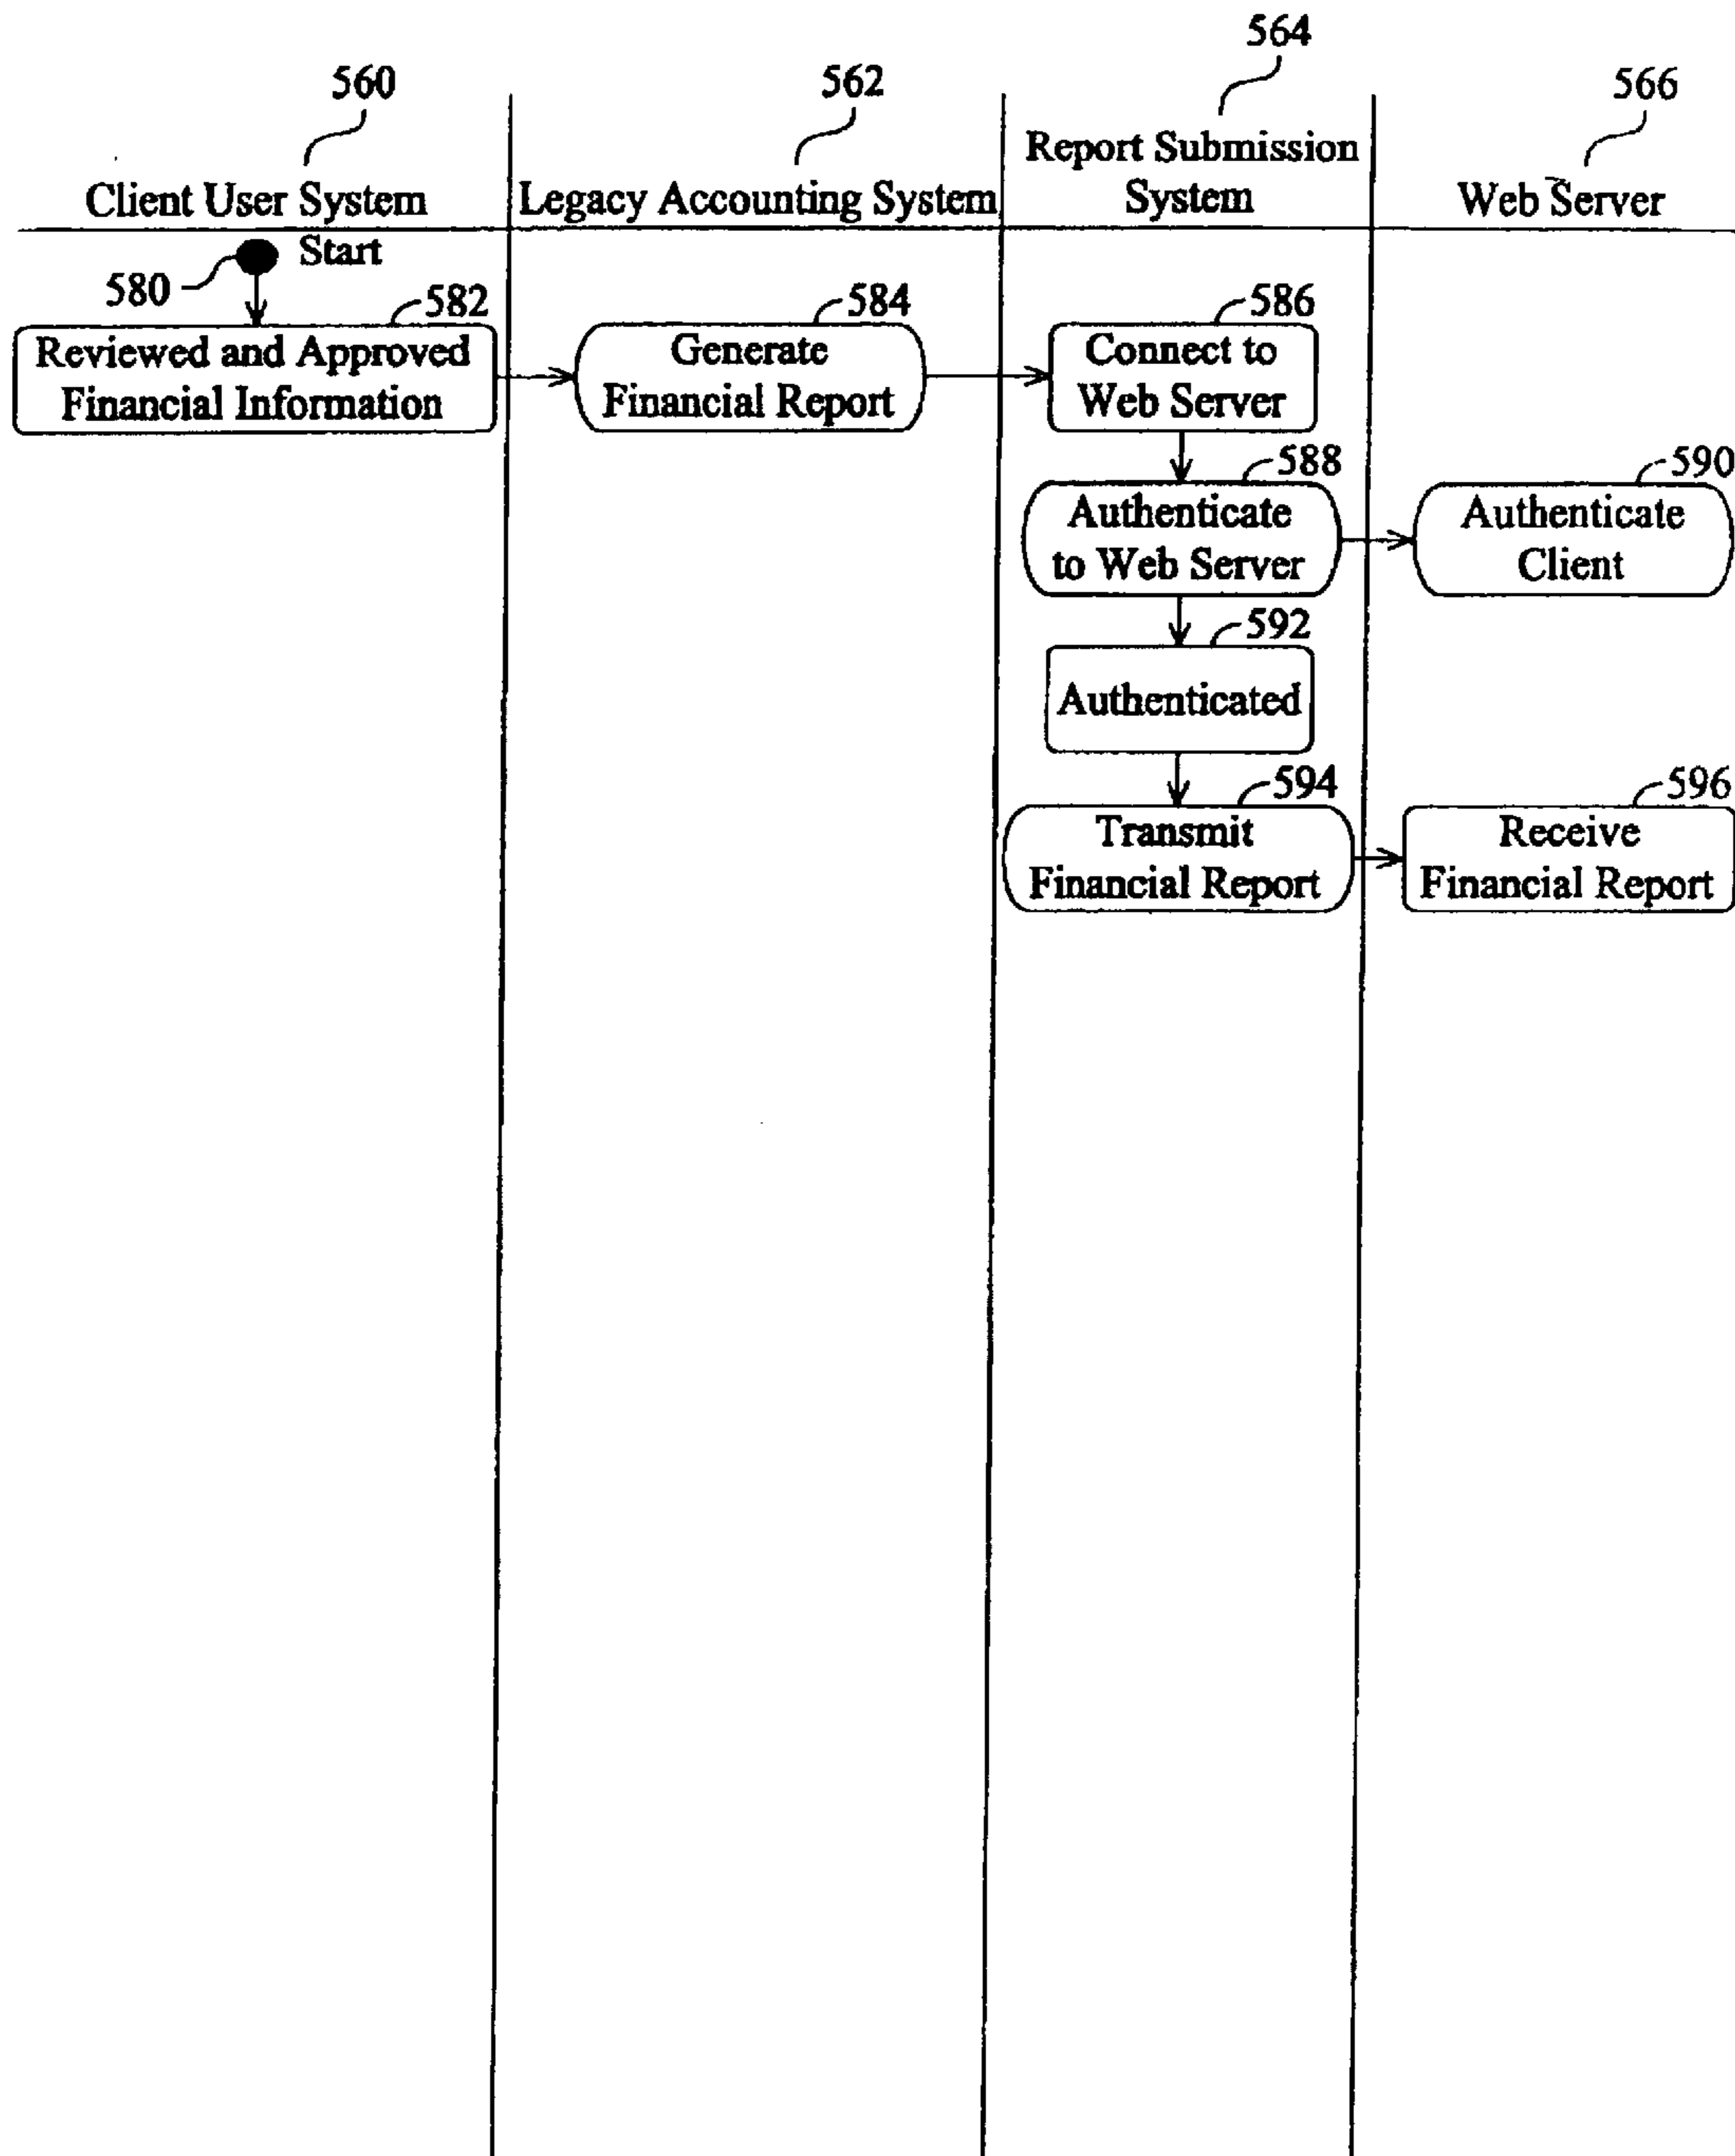 560
562
564
566
Client User System
Legacy Accounting System
Report Submission
System
Web Server
580
Start
582
Reviewed and Approved
Financial Information
584
Generate
Financial Report
586
Connect to
Web Server
588
Authenticate
to Web Server
590
Authenticate
Client
592
Authenticated
594
Transmit
Financial Report
596
Receive
Financial Report